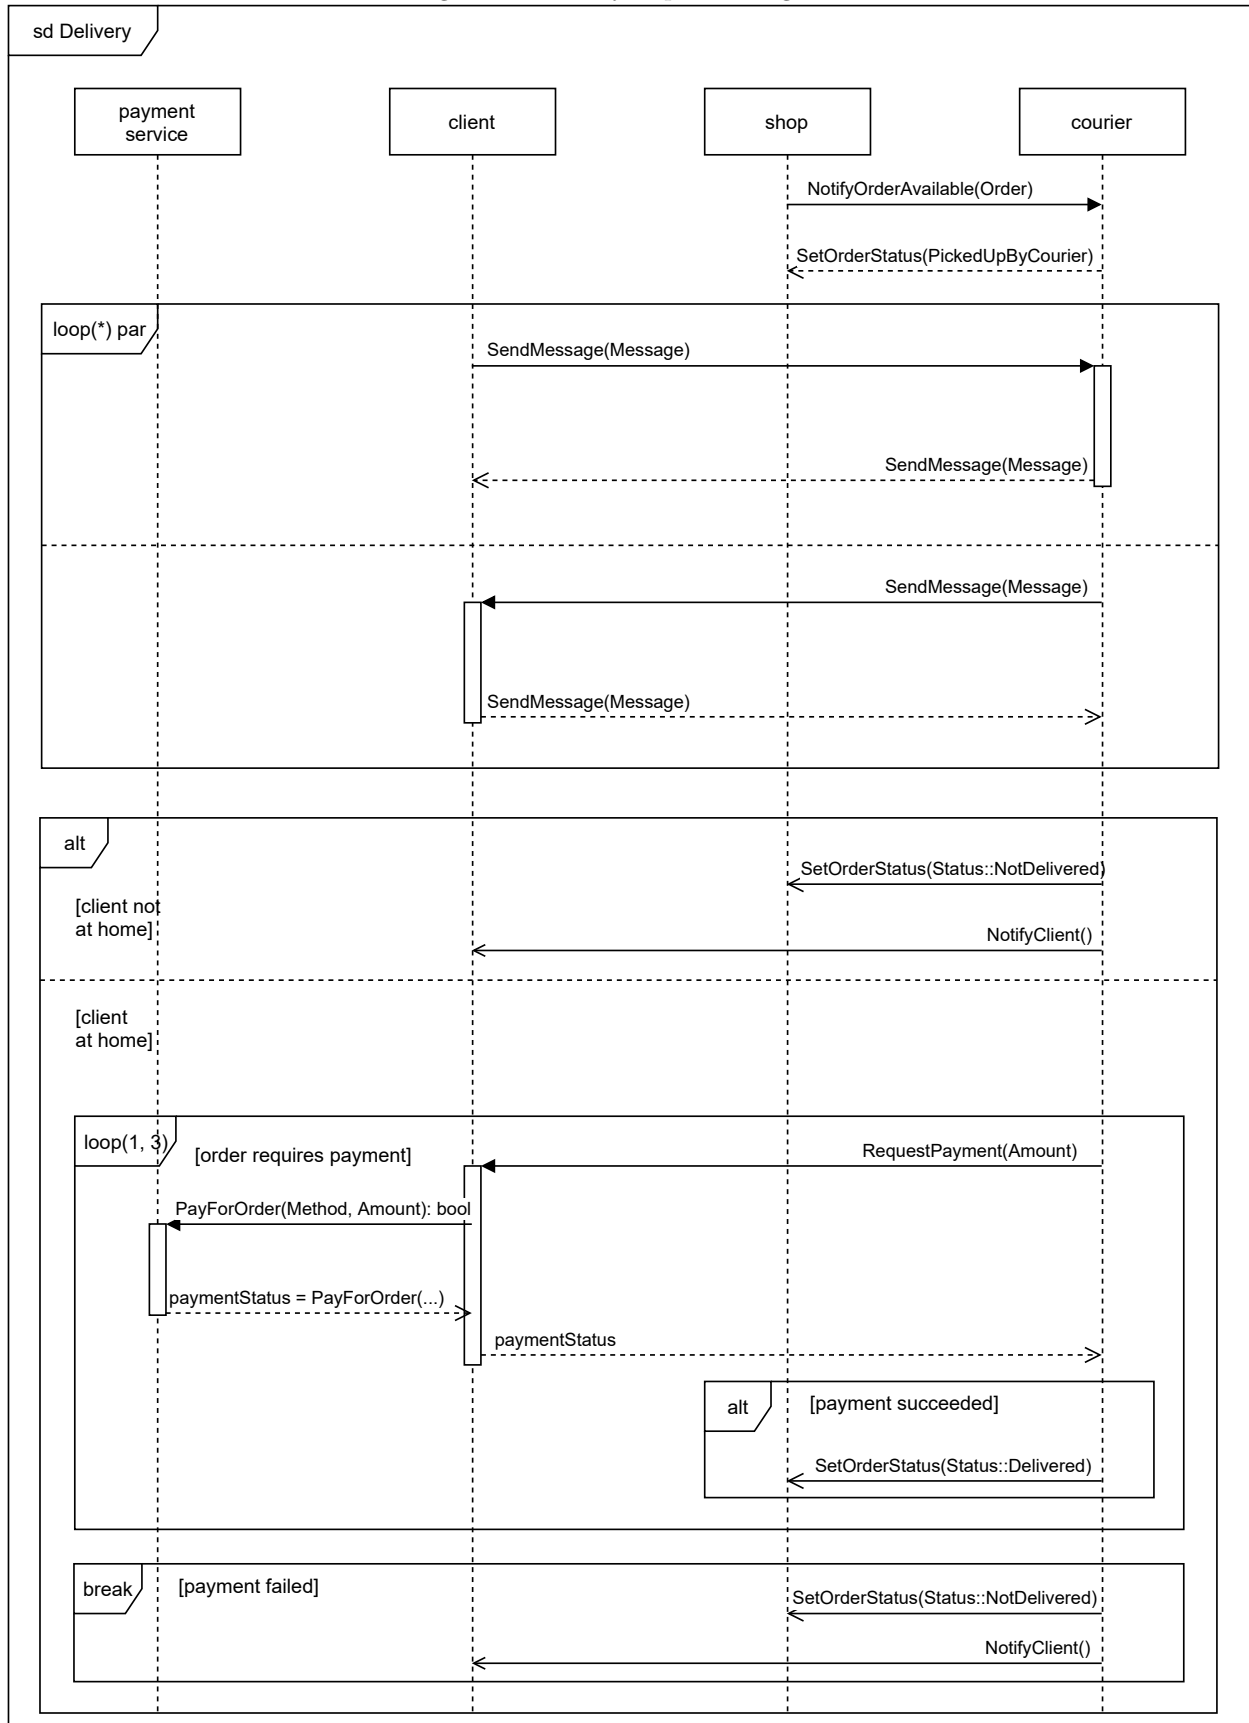 sd Delivery
payment
service
client
shop
courier
NotifyOrderAvailable(Order)
SetOrderStatus(PickedUpByCourier)
loop(*) par
SendMessage(Message)
SendMessage(Message)
SendMessage(Message)
SendMessage(Message)
alt
SetOrderStatus(Status::NotDelivered)
[client not
at home]
NotifyClient()
[client
at home]
loop(1, 3)
[order requires payment]
RequestPayment(Amount)
PayForOrder(Method, Amount): bool
paymentStatus = PayForOrder(...)
paymentStatus
alt
[payment succeeded]
SetOrderStatus(Status::Delivered)
break
[payment failed]
SetOrderStatus(Status::NotDelivered)
NotifyClient()